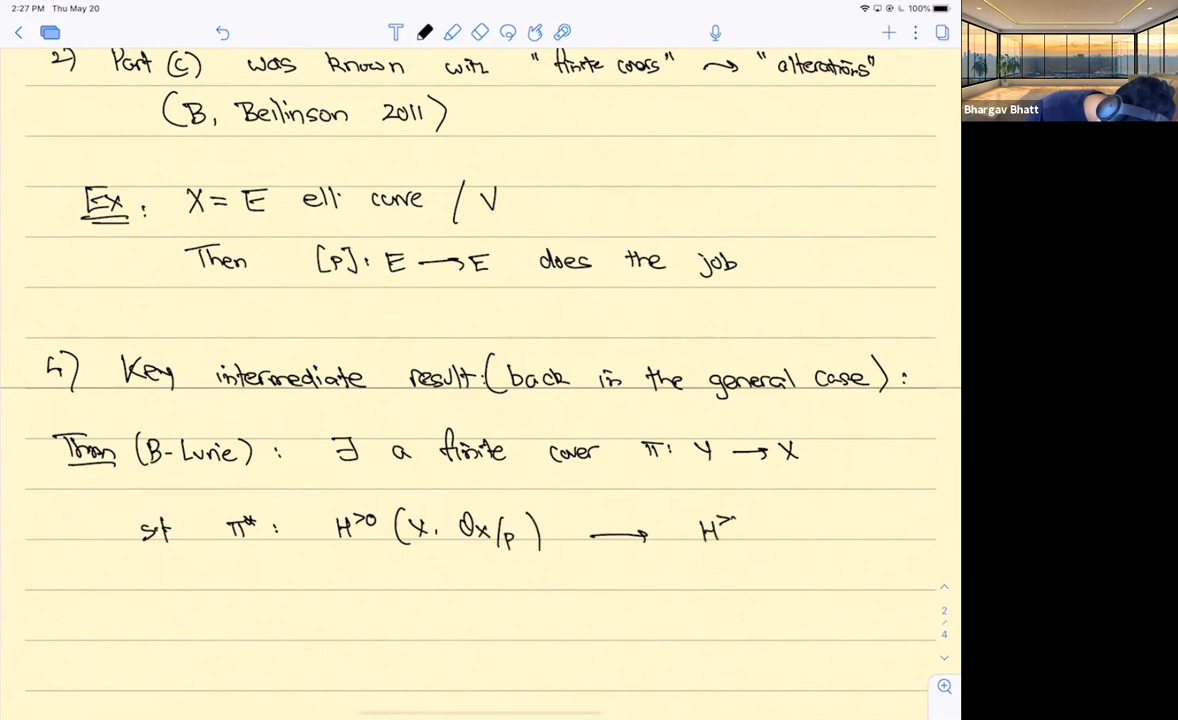 2:27 PM Thu May 20
100%
Bhargav Bhatt
2) Part (c) was known with "finite covers" ⇝ "alterations"
(B, Beilinson 2011)
Ex: X = E ell. curve / V
Then [p]: E → E does the job
4) Key intermediate result: (back in the general case):
Thm (B-Lurie): ∃ a finite cover π: Y → X
st π*: H^{>0} (X, O_X/p) → H^{>
2
/
4